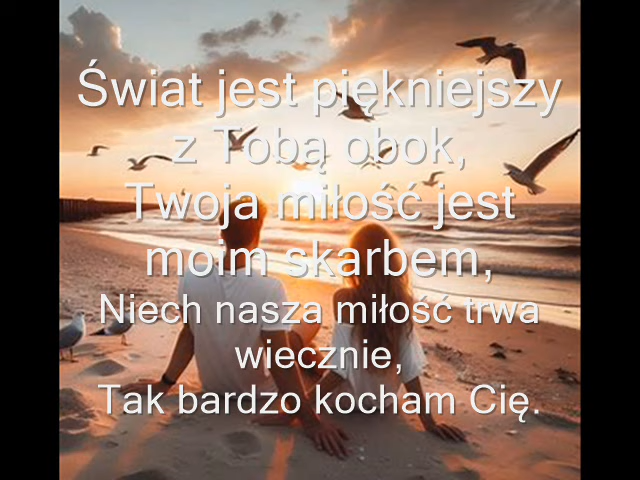 Świat jest piękniejszy
z Tobą obok,
Twoja miłość jest
moim skarbem,
Niech nasza miłość trwa
wiecznie,
Tak bardzo kocham Cię.